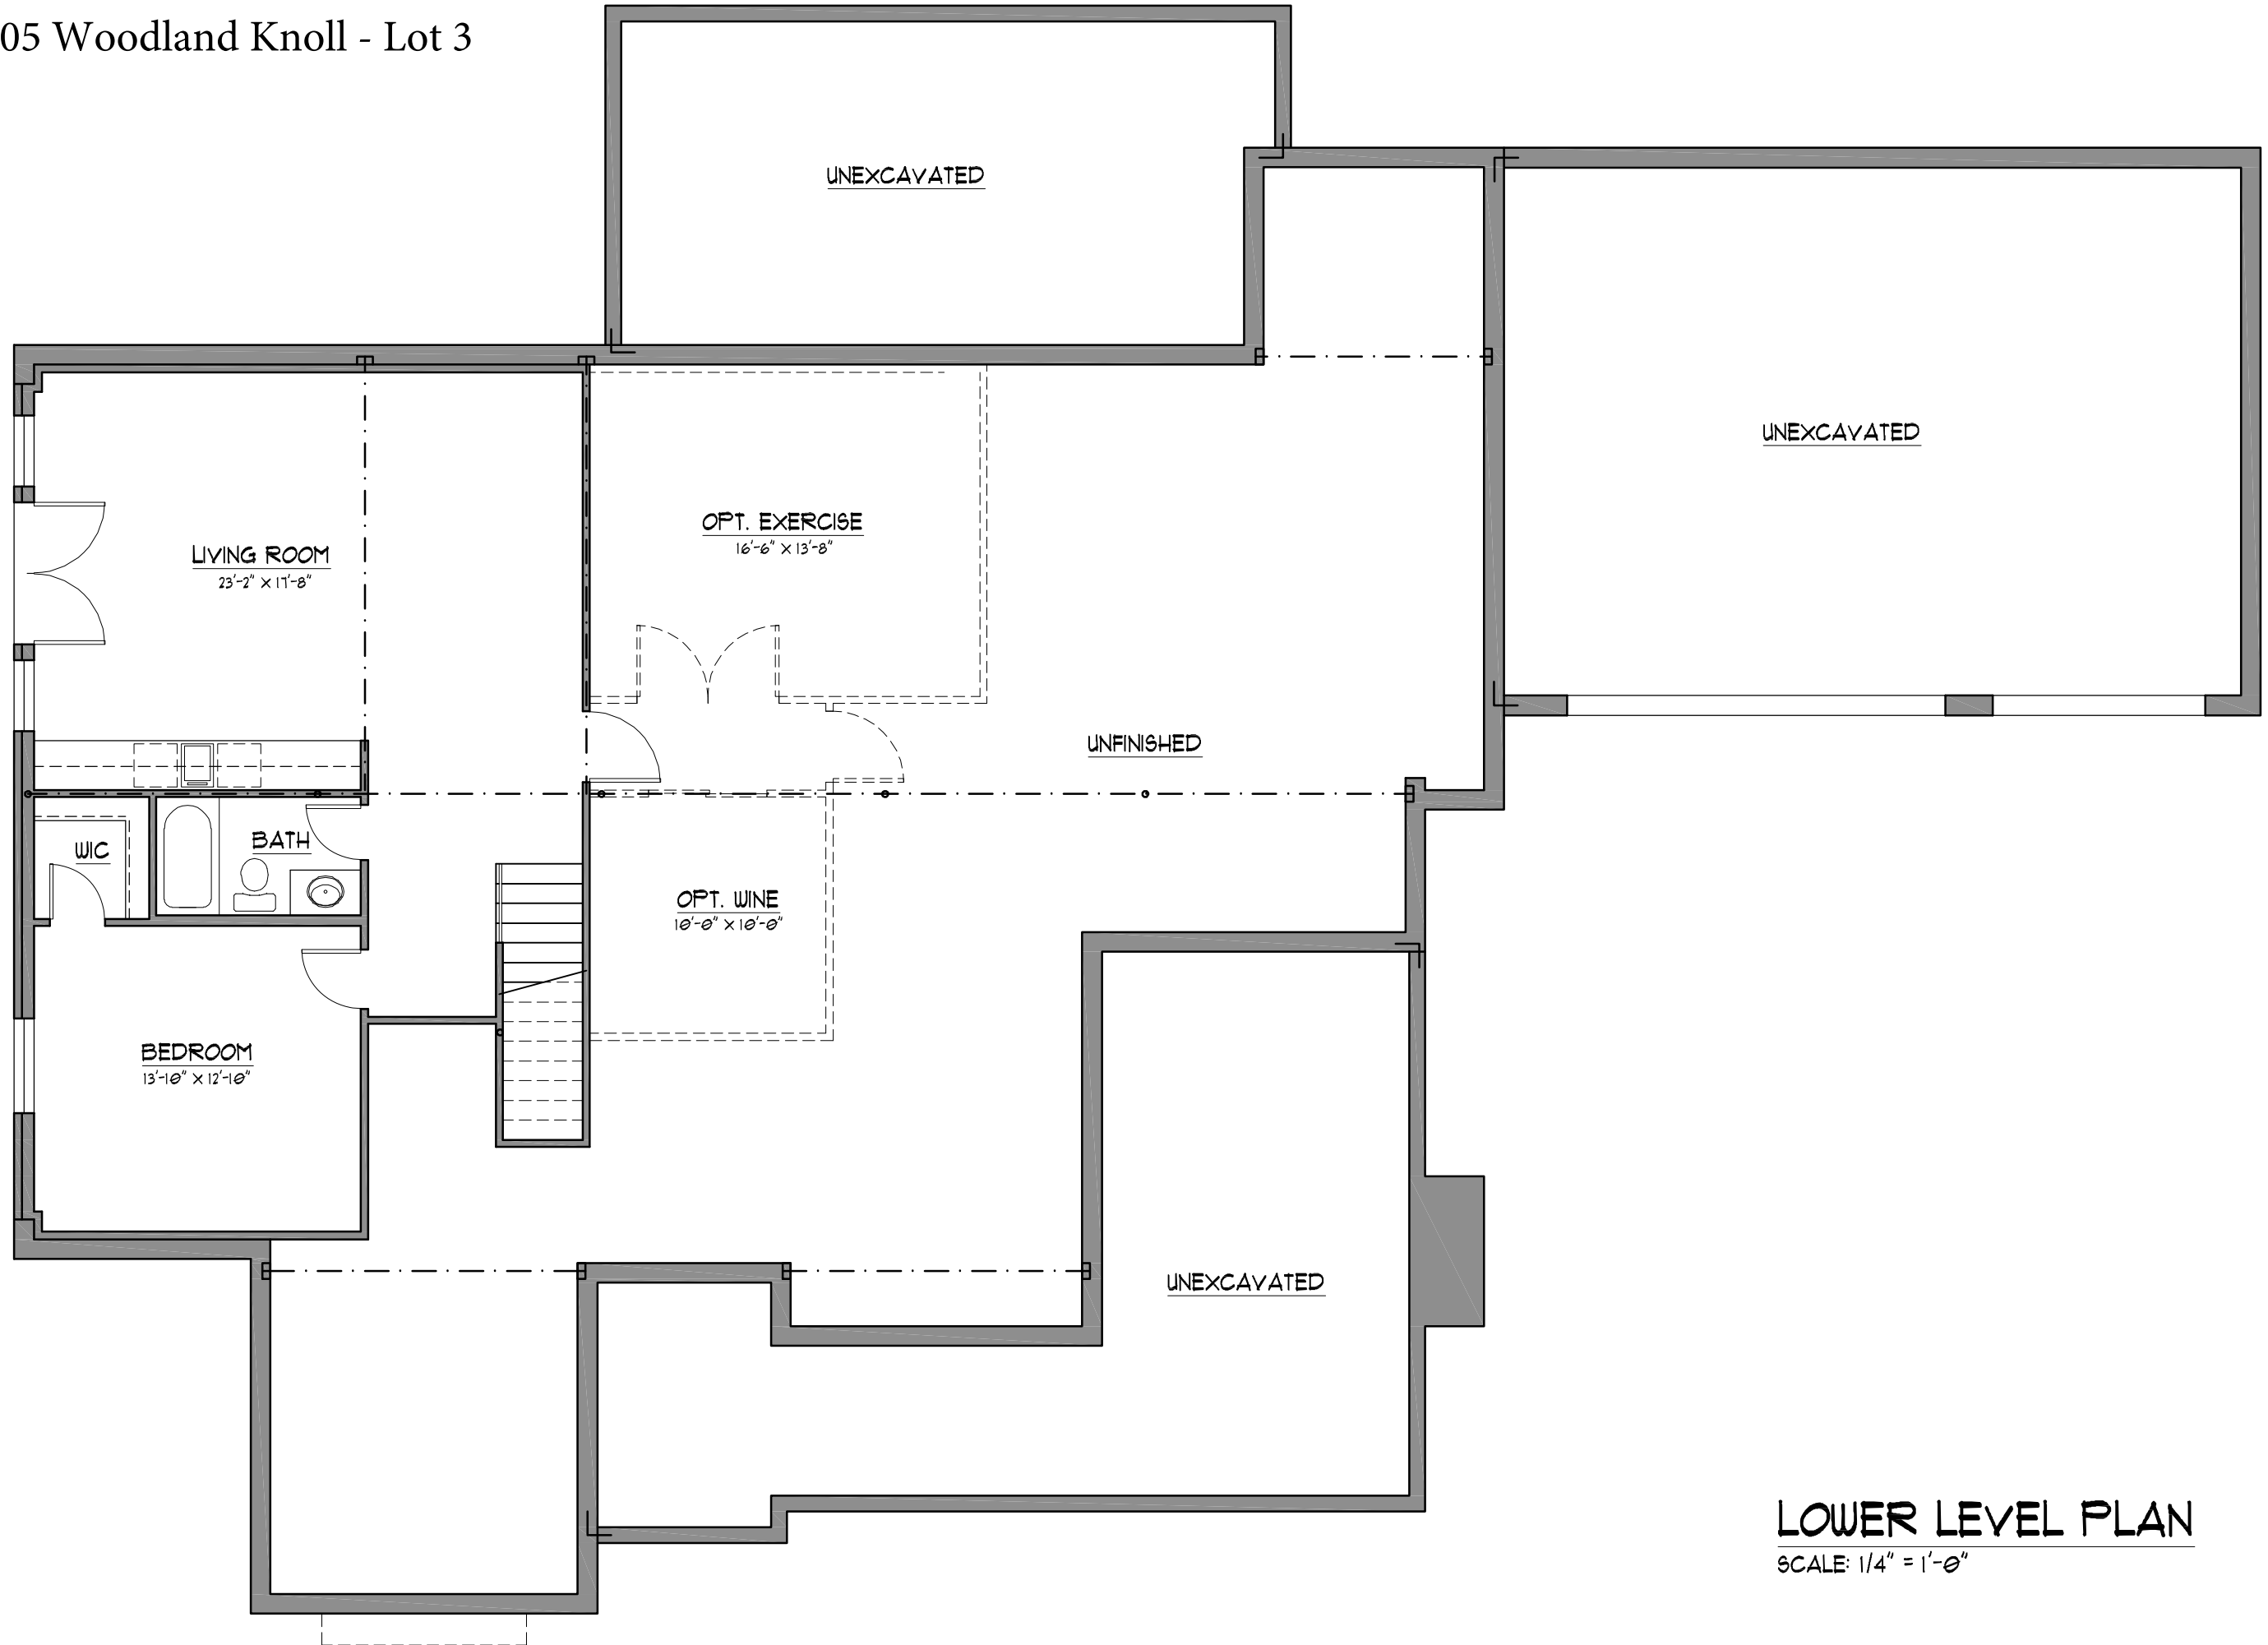 05 Woodland Knoll - Lot 3
UNEXCAVATED
UNEXCAVATED
OPT. EXERCISE
16'-6" x 13'-8"
LIVING ROOM
23'-2" x 17'-8"
UNFINISHED
BATH
WIC
OPT. WINE
10'-0" x 10'-0"
BEDROOM
13'-10" x 12'-10"
UNEXCAVATED
LOWER LEVEL PLAN
SCALE: 1/4" = 1'-0"